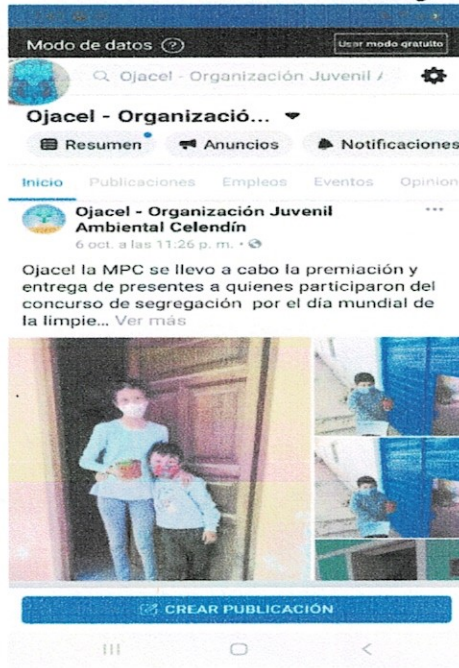 Modo de datos ?
Usar modo gratuito
Ojacel - Organización Juvenil A
Ojacel - Organizació...
Resumen
Anuncios
Notificaciones
Inicio
Publicaciones
Empleos
Eventos
Opinion
Ojacel - Organización Juvenil
Ambiental Celendín
6 oct. a las 11:26 p. m.
Ojacel la MPC se llevo a cabo la premiación y
entrega de presentes a quienes participaron del
concurso de segregación por el día mundial de
la limpie... Ver más
CREAR PUBLICACIÓN